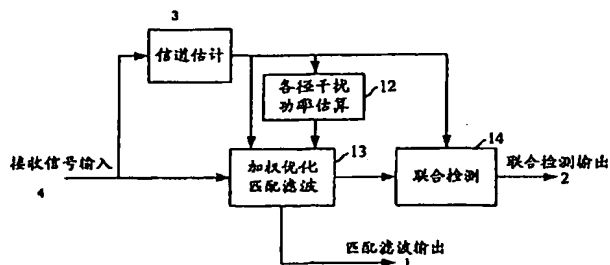 3
信道估计
各径干扰
功率估算
12
13
14
接收信号输入
4
加权优化
匹配滤波
联合检测
联合检测输出
2
匹配滤波输出
1